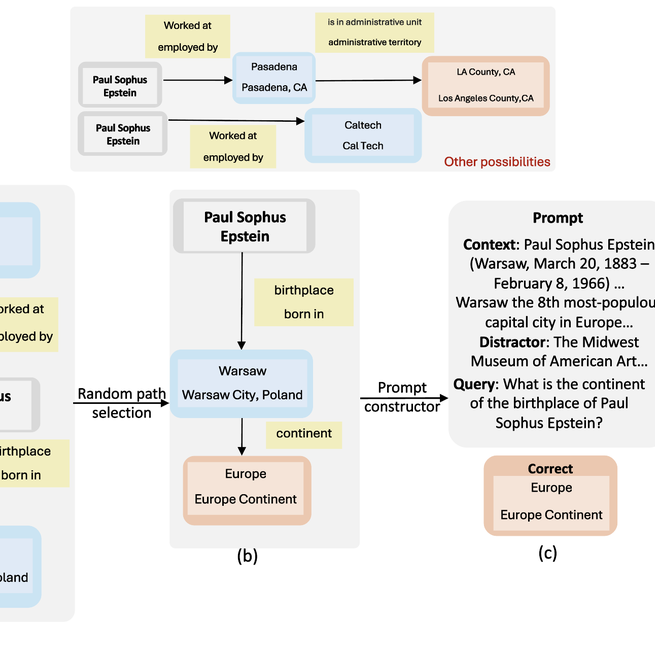 Worked at
employed by
is in administrative unit
administrative territory
Paul Sophus
Epstein
Pasadena
Pasadena, CA
LA County, CA
Los Angeles County,CA
Paul Sophus
Epstein
Worked at
employed by
Caltech
Cal Tech
Other possibilities
orked at
ployed by
us
irthplace
born in
oland
Random path
selection
Paul Sophus
Epstein
birthplace
born in
Warsaw
Warsaw City, Poland
continent
Europe
Europe Continent
(b)
Prompt
constructor
Prompt
Context: Paul Sophus Epstein
(Warsaw, March 20, 1883 –
February 8, 1966) ...
Warsaw the 8th most-populou
capital city in Europe...
Distractor: The Midwest
Museum of American Art...
Query: What is the continent
of the birthplace of Paul
Sophus Epstein?
Correct
Europe
Europe Continent
(c)